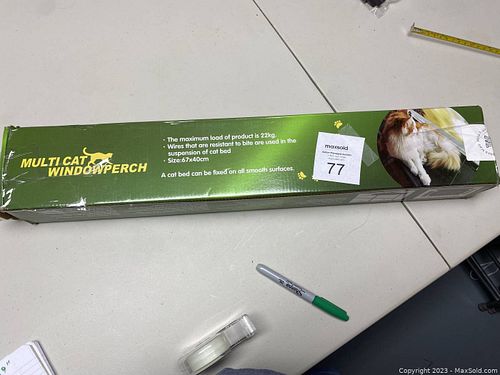 MULTI CAT
WINDOWPERCH
• The maximum load of product is 22kg.
• Wires that are resistant to bite are used in the
suspension of cat bed
• Size:67x40cm
A cat bed can be fixed on all smooth surfaces.
maxsold
77
Sharpie
Copyright 2023 - MaxSold.com